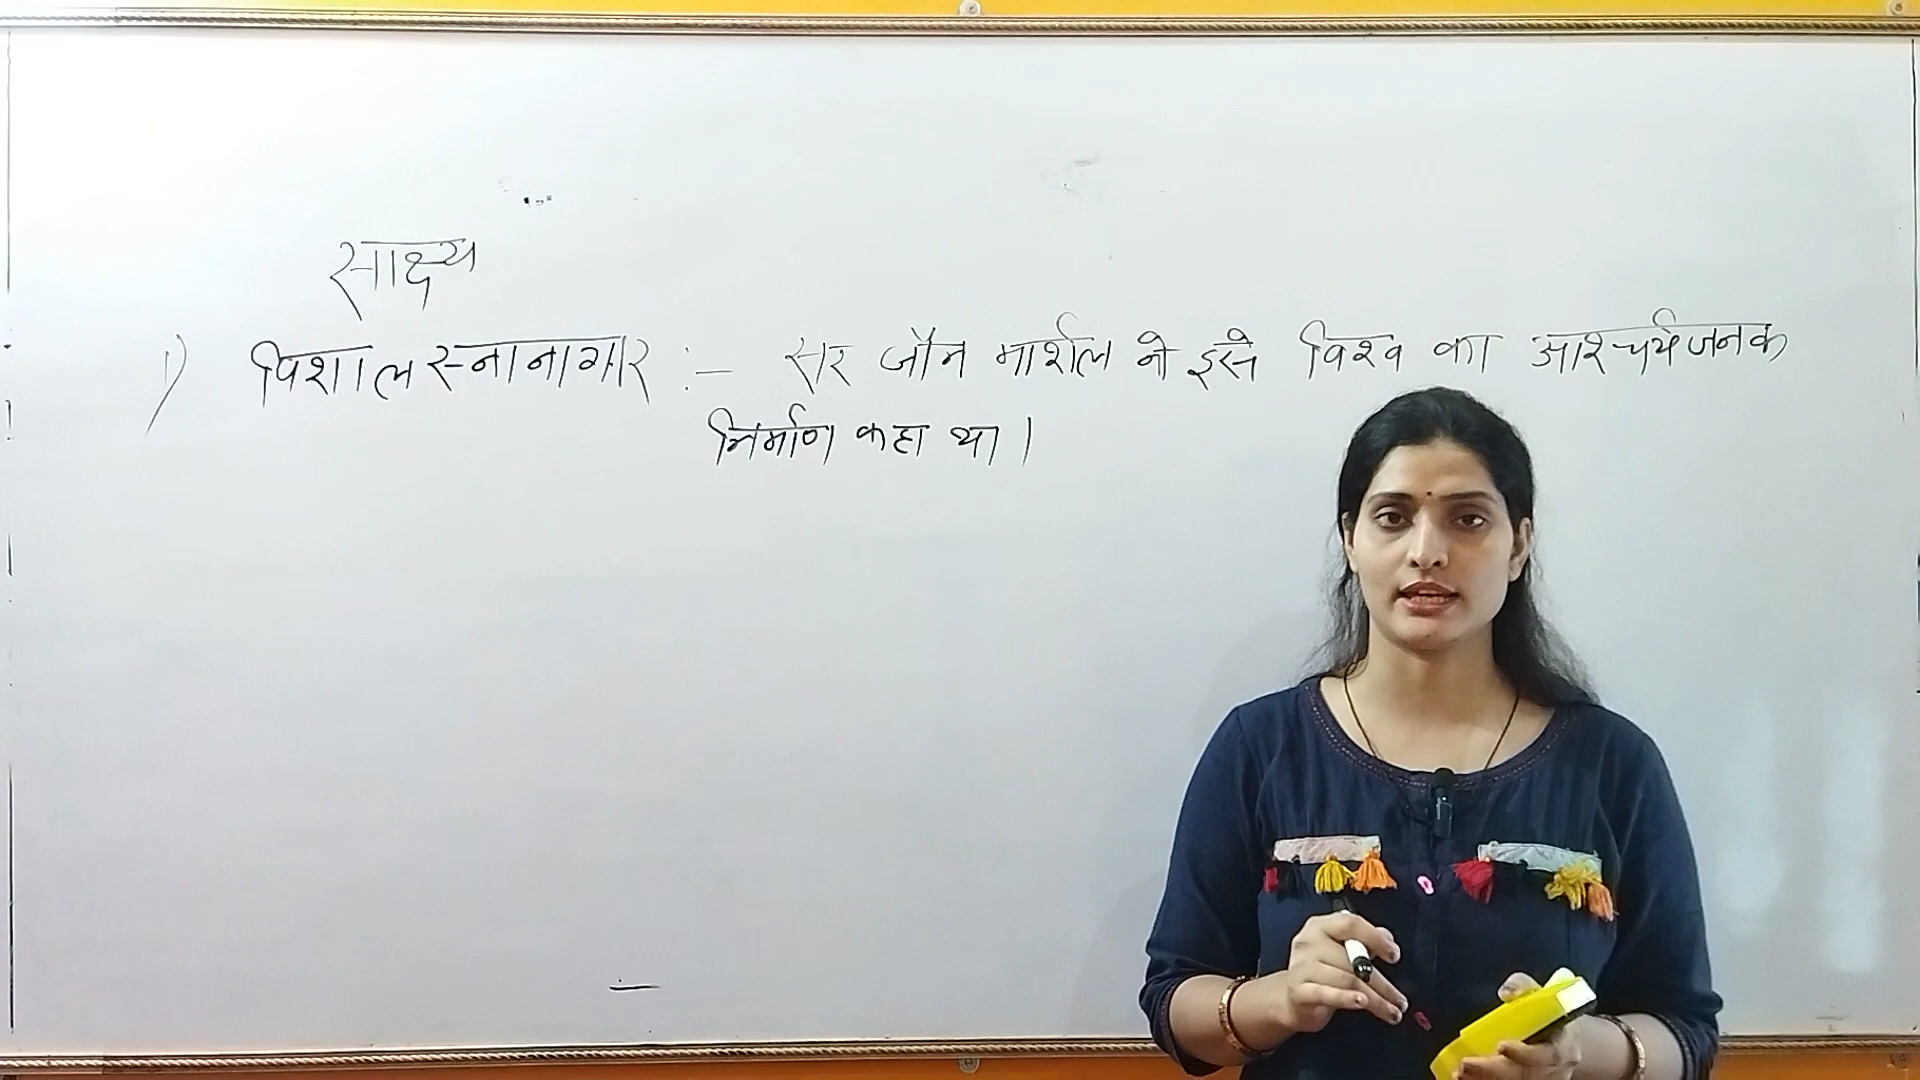 साक्ष्य
1) विशाल स्नानागार :- सर जॉन मार्शल ने इसे विश्व का आश्चर्यजनक
निर्माण कहा था।